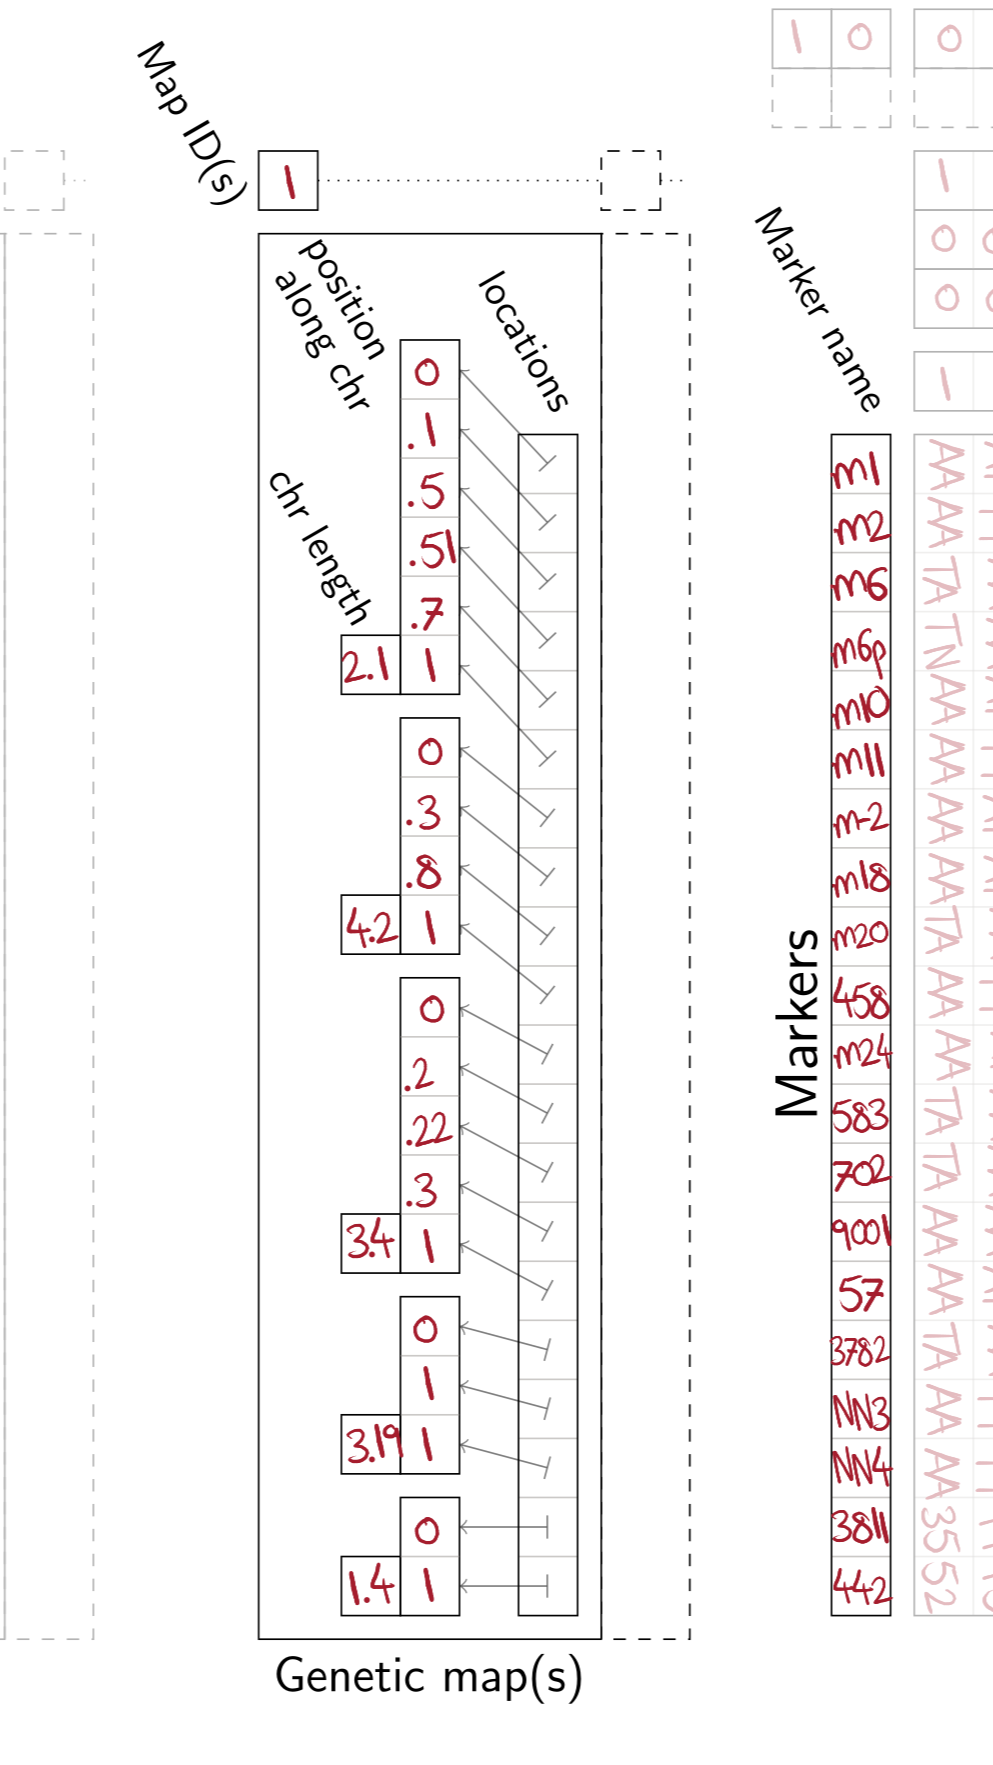 1 0 0
Map ID(s)
1
1
0
0
position
along chr
locations
Marker name
1
chr length
0
.1
.5
.51
.7
2.1 1
0
.3
.8
4.2 1
0
.2
.22
.3
3.4 1
0
1
3.19 1
0
1.4 1
Genetic map(s)
Markers
m1 AA
m2 AA
m6 TA
m6p TN
m10 AA
m11 AA
m-2 AA
m18 AA
m20 TA
458 AA
m24 AA
583 TA
702 TA
9001 AA
57 AA
3782 TA
NN3 AA
NN4 AA
3811 35
442 52